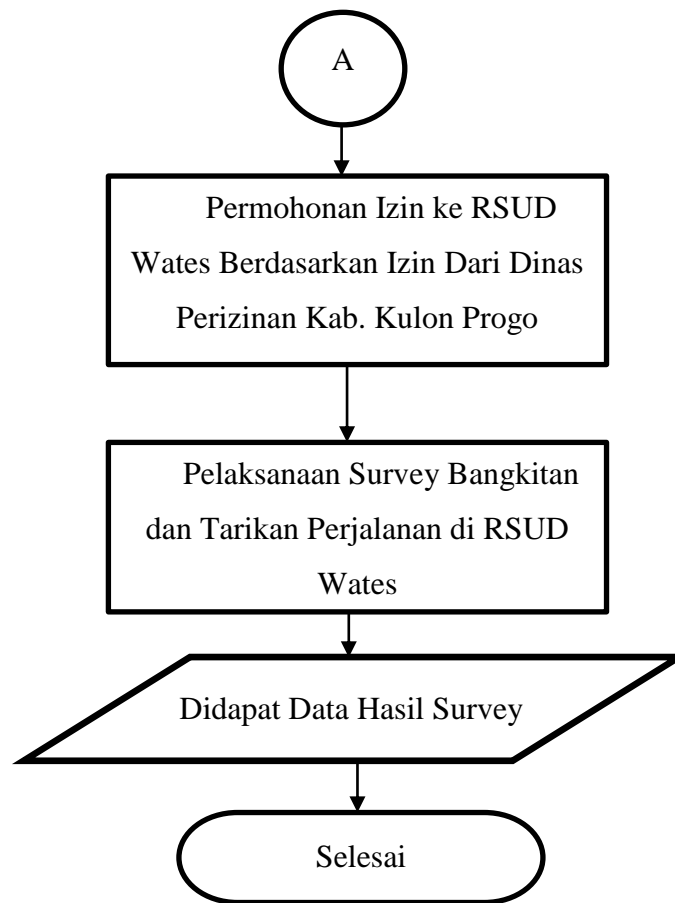 A
Permohonan Izin ke RSUD
Wates Berdasarkan Izin Dari Dinas
Perizinan Kab. Kulon Progo
Pelaksanaan Survey Bangkitan
dan Tarikan Perjalanan di RSUD
Wates
Didapat Data Hasil Survey
Selesai